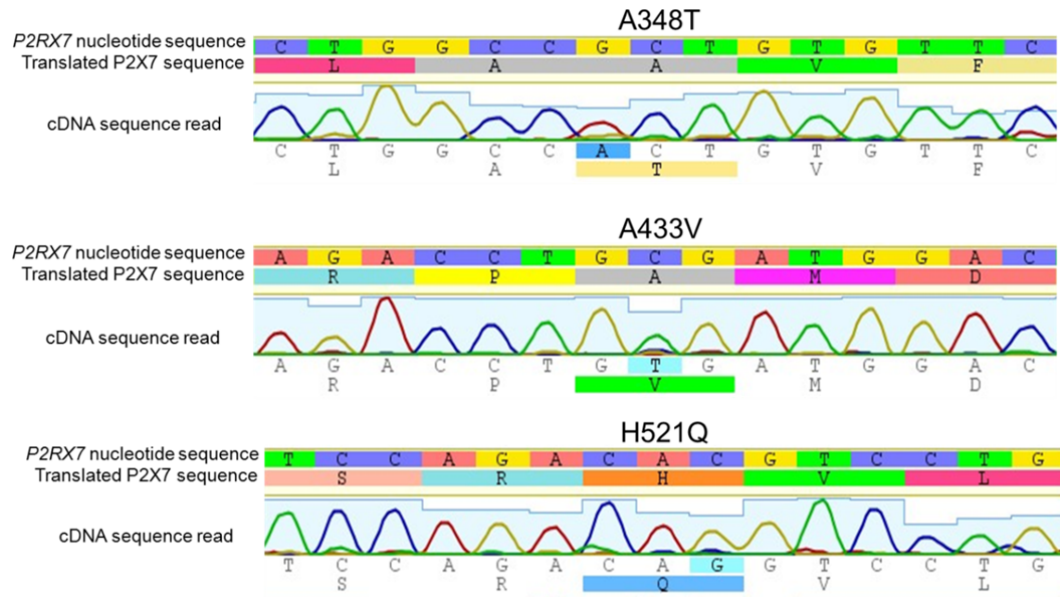 A348T
P2RX7 nucleotide sequence C T G G C C G C T G T G T T C
Translated P2X7 sequence L A A V F
cDNA sequence read
C T G G C C A C T G T G T T C
L A T V F
A433V
P2RX7 nucleotide sequence A G A C C T G C G A T G G A C
Translated P2X7 sequence R P A M D
cDNA sequence read
A G A C C T G T G A T G G A C
R P V M D
H521Q
P2RX7 nucleotide sequence T C C A G A C A C G T C C T G
Translated P2X7 sequence S R H V L
cDNA sequence read
T C C A G A C A G G T C C T G
S R Q V L